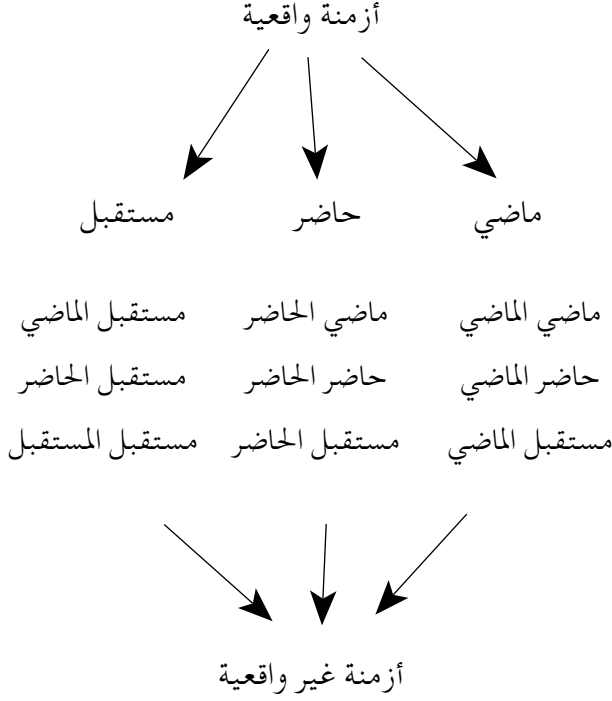 أزمنة واقعية
ماضي حاضر مستقبل
ماضي الماضي ماضي الحاضر مستقبل الماضي
حاضر الماضي حاضر الحاضر مستقبل الحاضر
مستقبل الماضي مستقبل الحاضر مستقبل المستقبل
أزمنة غير واقعية